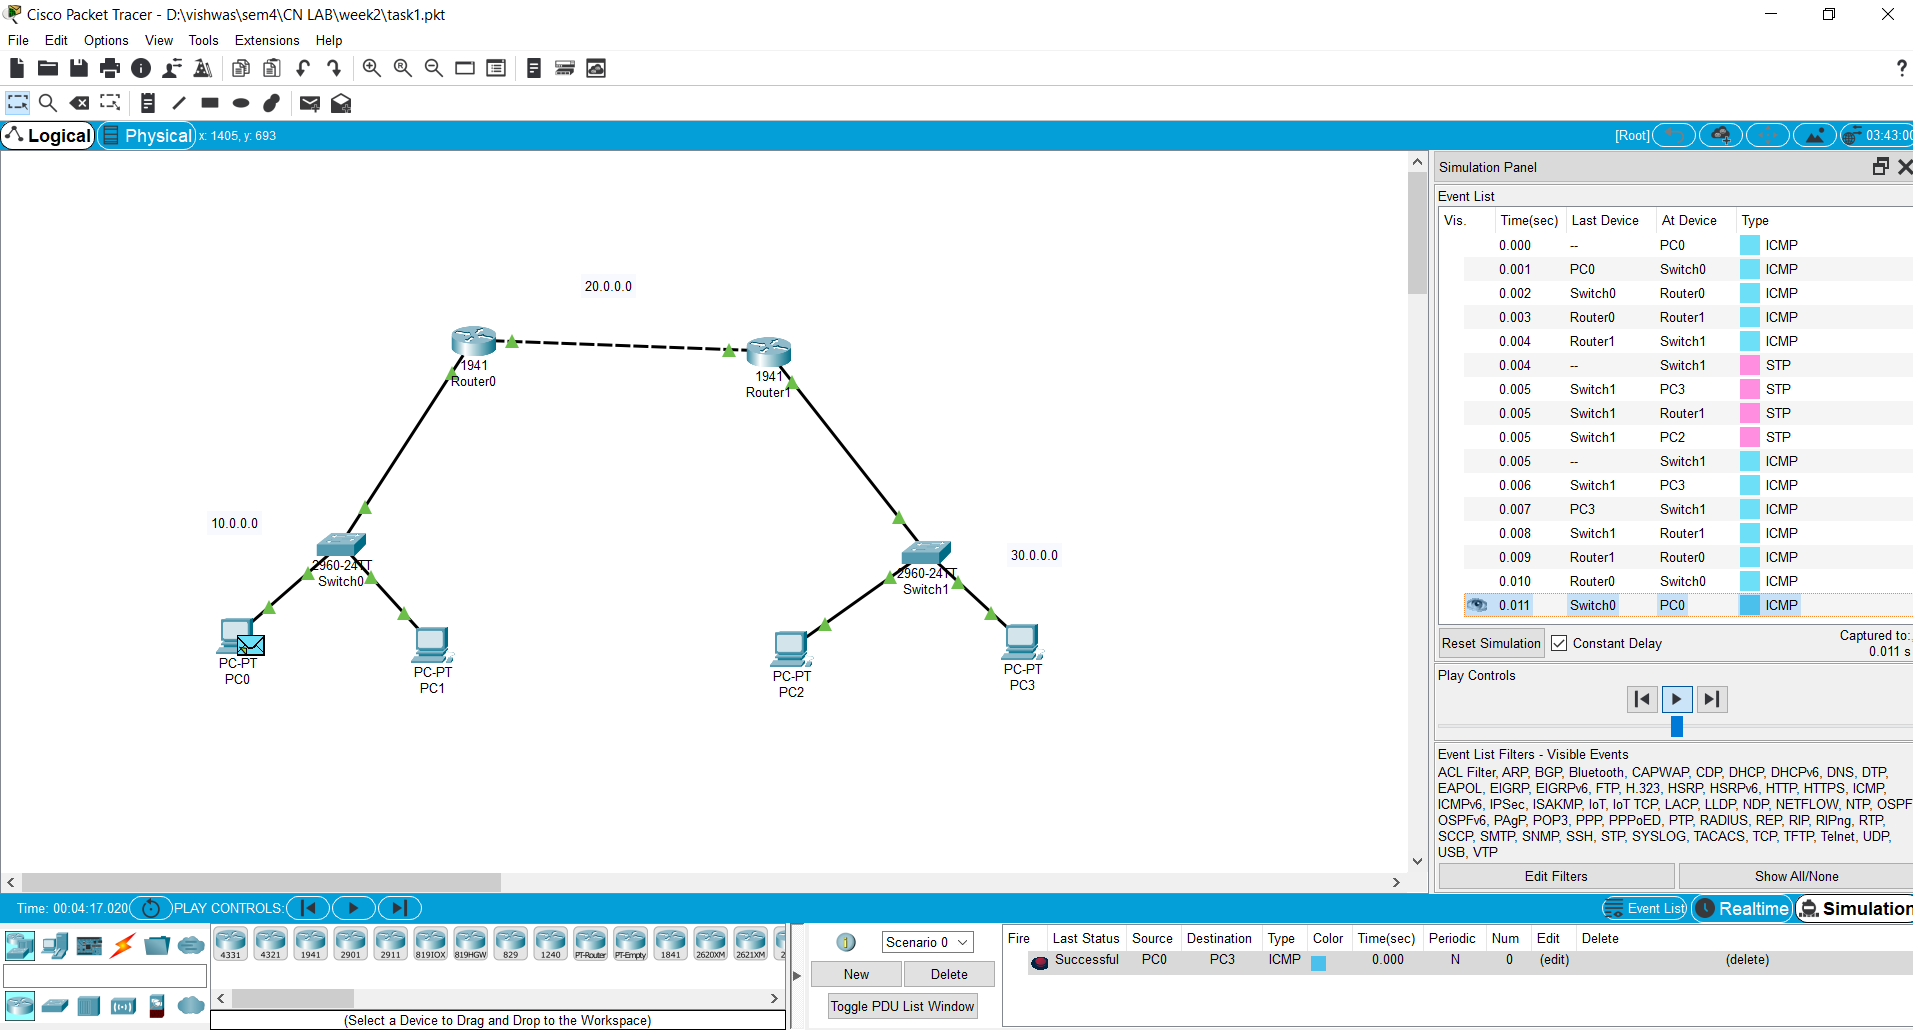 Cisco Packet Tracer - D:\vishwas\sem4\CN LAB\week2\task1.pkt
File Edit Options View Tools Extensions Help
?
Logical Physical x: 1405, y: 693 [Root] 03:43:00
20.0.0.0
1941
Router0
1941
Router1
10.0.0.0
2960-24TT
Switch0
30.0.0.0
2960-24TT
Switch1
PC-PT
PC0
PC-PT
PC1
PC-PT
PC2
PC-PT
PC3
Simulation Panel
Event List
Vis. Time(sec) Last Device At Device Type
0.000 -- PC0 ICMP
0.001 PC0 Switch0 ICMP
0.002 Switch0 Router0 ICMP
0.003 Router0 Router1 ICMP
0.004 Router1 Switch1 ICMP
0.004 -- Switch1 STP
0.005 Switch1 PC3 STP
0.005 Switch1 Router1 STP
0.005 Switch1 PC2 STP
0.005 -- Switch1 ICMP
0.006 Switch1 PC3 ICMP
0.007 PC3 Switch1 ICMP
0.008 Switch1 Router1 ICMP
0.009 Router1 Router0 ICMP
0.010 Router0 Switch0 ICMP
0.011 Switch0 PC0 ICMP
Reset Simulation Constant Delay Captured to:
0.011 s
Play Controls
Event List Filters - Visible Events
ACL Filter, ARP, BGP, Bluetooth, CAPWAP, CDP, DHCP, DHCPv6, DNS, DTP,
EAPOL, EIGRP, EIGRPv6, FTP, H.323, HSRP, HSRPv6, HTTP, HTTPS, ICMP,
ICMPv6, IPSec, ISAKMP, IoT, IoT TCP, LACP, LLDP, NDP, NETFLOW, NTP, OSPF
OSPFv6, PAgP, POP3, PPP, PPPoED, PTP, RADIUS, REP, RIP, RIPng, RTP,
SCCP, SMTP, SNMP, SSH, STP, SYSLOG, TACACS, TCP, TFTP, Telnet, UDP,
USB, VTP
Edit Filters Show All/None
Time: 00:04:17.020 PLAY CONTROLS: Event List Realtime Simulation
4331 4321 1941 2901 2911 819IOX 819HGW 829 1240 PT-Router PT-Empty 1841 2620XM 2621XM 2
(Select a Device to Drag and Drop to the Workspace)
Scenario 0
New Delete
Toggle PDU List Window
Fire Last Status Source Destination Type Color Time(sec) Periodic Num Edit Delete
Successful PC0 PC3 ICMP 0.000 N 0 (edit) (delete)